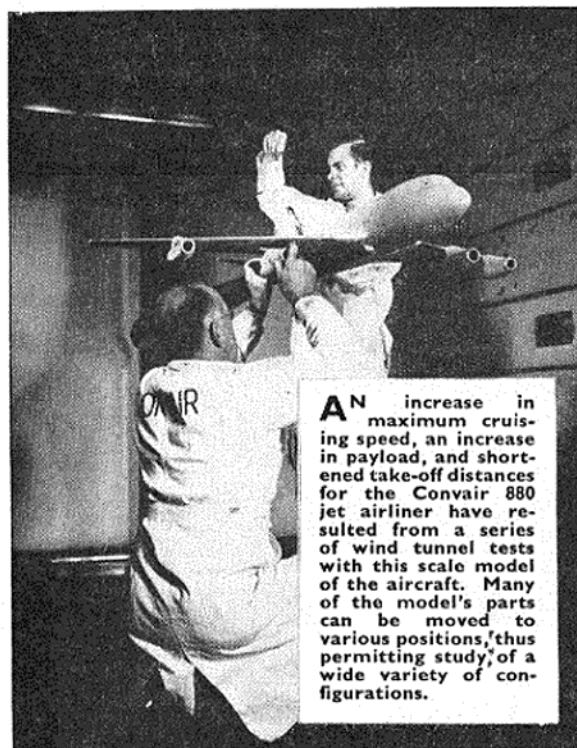 AN increase in
maximum cruis-
ing speed, an increase
in payload, and short-
ened take-off distances
for the Convair 880
jet airliner have re-
sulted from a series
of wind tunnel tests
with this scale model
of the aircraft. Many
of the model's parts
can be moved to
various positions, thus
permitting study, of a
wide variety of con-
figurations.